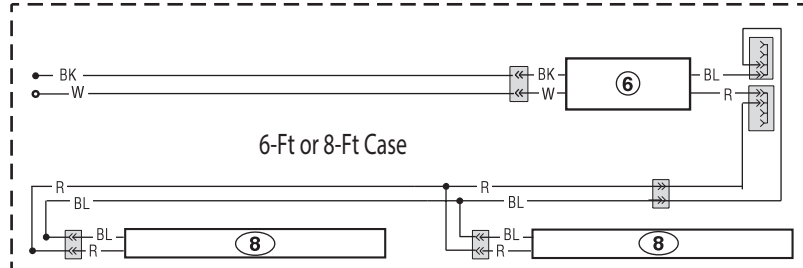 BK BK BL
6
W W R
6-Ft or 8-Ft Case
R R
BL BL
BL 8 BL 8
R R